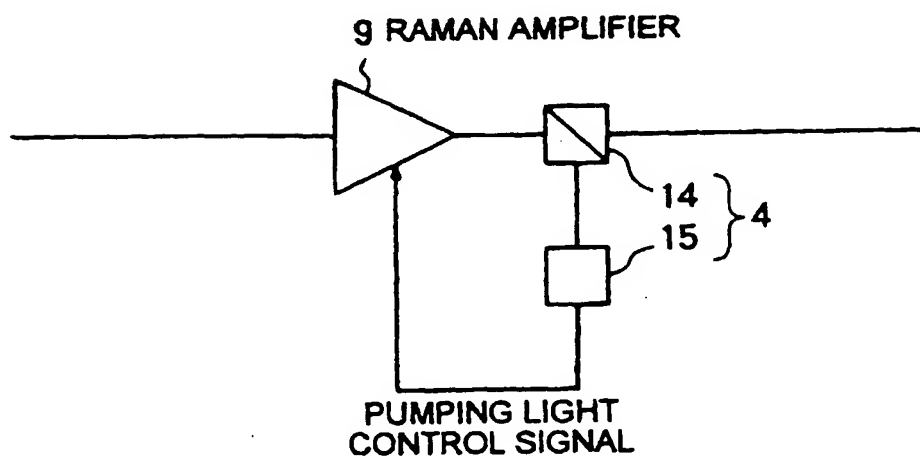 9 RAMAN AMPLIFIER
14
15
4
PUMPING LIGHT
CONTROL SIGNAL